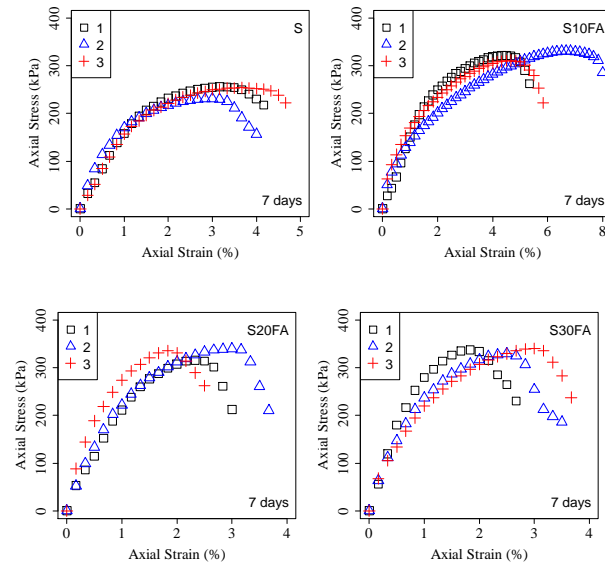 S
1
2
3
7 days
0 100 200 300 400
Axial Stress (kPa)
0 1 2 3 4 5
Axial Strain (%)
S10FA
1
2
3
7 days
0 100 200 300 400
Axial Stress (kPa)
0 2 4 6 8
Axial Strain (%)
S20FA
1
2
3
7 days
0 100 200 300 400
Axial Stress (kPa)
0 1 2 3 4
Axial Strain (%)
S30FA
1
2
3
7 days
0 100 200 300 400
Axial Stress (kPa)
0 1 2 3 4
Axial Strain (%)